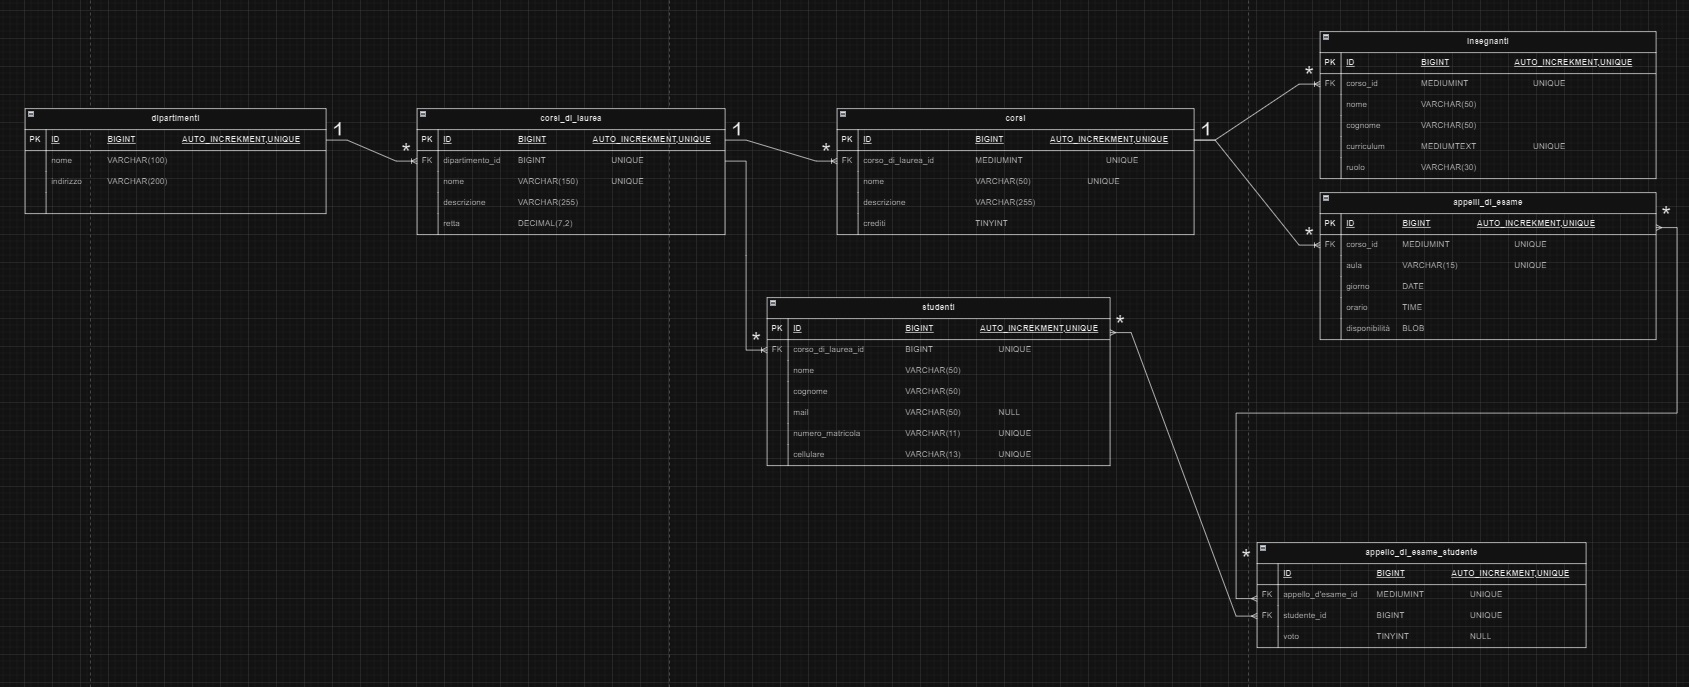 dipartimenti
PK ID BIGINT AUTO_INCREKMENT,UNIQUE
nome VARCHAR(100)
indirizzo VARCHAR(200)
1
*
corsi_di_laurea
PK ID BIGINT AUTO_INCREKMENT,UNIQUE
FK dipartimento_id BIGINT UNIQUE
nome VARCHAR(150) UNIQUE
descrizione VARCHAR(255)
retta DECIMAL(7,2)
1
*
corsi
PK ID BIGINT AUTO_INCREKMENT,UNIQUE
FK corso_di_laurea_id MEDIUMINT UNIQUE
nome VARCHAR(50) UNIQUE
descrizione VARCHAR(255)
crediti TINYINT
1
*
insegnanti
PK ID BIGINT AUTO_INCREKMENT,UNIQUE
FK corso_id MEDIUMINT UNIQUE
nome VARCHAR(50)
cognome VARCHAR(50)
curriculum MEDIUMTEXT UNIQUE
ruolo VARCHAR(30)
*
appelli_di_esame
PK ID BIGINT AUTO_INCREKMENT,UNIQUE
FK corso_id MEDIUMINT UNIQUE
aula VARCHAR(15) UNIQUE
giorno DATE
orario TIME
disponibilità BLOB
*
*
studenti
PK ID BIGINT AUTO_INCREKMENT,UNIQUE
FK corso_di_laurea_id BIGINT UNIQUE
nome VARCHAR(50)
cognome VARCHAR(50)
mail VARCHAR(50) NULL
numero_matricola VARCHAR(11) UNIQUE
cellulare VARCHAR(13) UNIQUE
*
*
appello_di_esame_studente
ID BIGINT AUTO_INCREKMENT,UNIQUE
FK appello_d'esame_id MEDIUMINT UNIQUE
FK studente_id BIGINT UNIQUE
voto TINYINT NULL